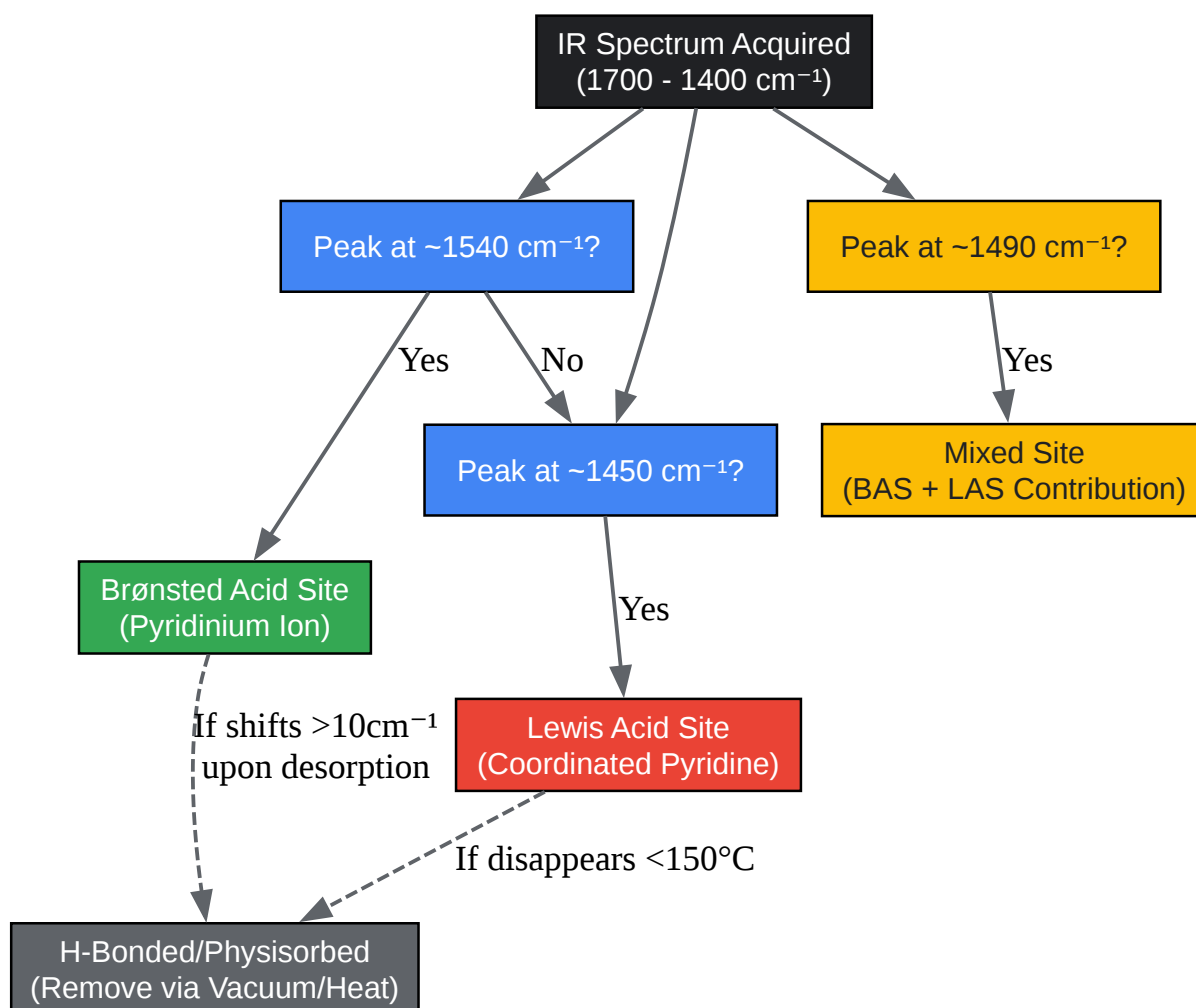 IR Spectrum Acquired
(1700 - 1400 cm⁻¹)
Peak at ~1540 cm⁻¹?
Peak at ~1490 cm⁻¹?
Yes
No
Yes
Peak at ~1450 cm⁻¹?
Mixed Site
(BAS + LAS Contribution)
Brønsted Acid Site
(Pyridinium Ion)
Yes
If shifts >10cm⁻¹
upon desorption
Lewis Acid Site
(Coordinated Pyridine)
If disappears <150°C
H-Bonded/Physisorbed
(Remove via Vacuum/Heat)